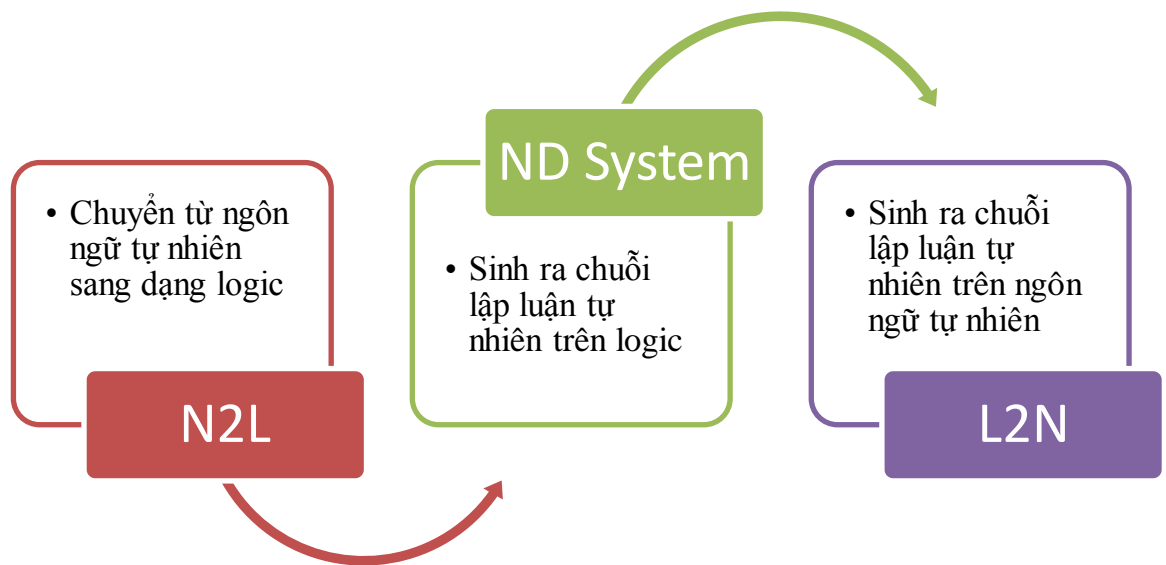 • Chuyển từ ngôn
ngữ tự nhiên
sang dạng logic
N2L
ND System
• Sinh ra chuỗi
lập luận tự
nhiên trên logic
• Sinh ra chuỗi
lập luận tự
nhiên trên ngôn
ngữ tự nhiên
L2N